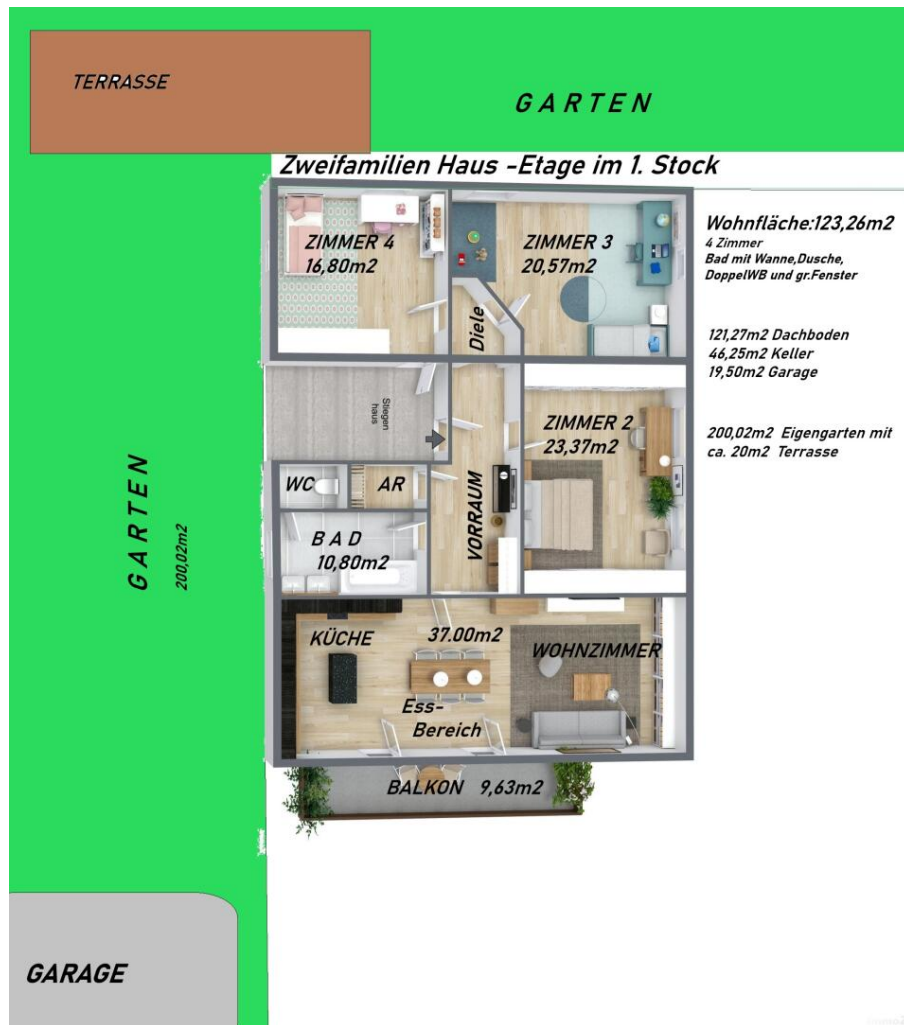 TERRASSE
GARTEN
Zweifamilien Haus -Etage im 1. Stock
ZIMMER 4
16,80m2
ZIMMER 3
20,57m2
Wohnfläche:123,26m2
4 Zimmer
Bad mit Wanne,Dusche,
DoppelWB und gr.Fenster
Diele
121,27m2 Dachboden
46,25m2 Keller
19,50m2 Garage
Stiegen
haus
ZIMMER 2
23,37m2
200,02m2 Eigengarten mit
ca. 20m2 Terrasse
GARTEN
200,02m2
WC
AR
VORRAUM
BAD
10,80m2
KÜCHE
37.00m2
WOHNZIMMER
Ess-
Bereich
BALKON 9,63m2
GARAGE